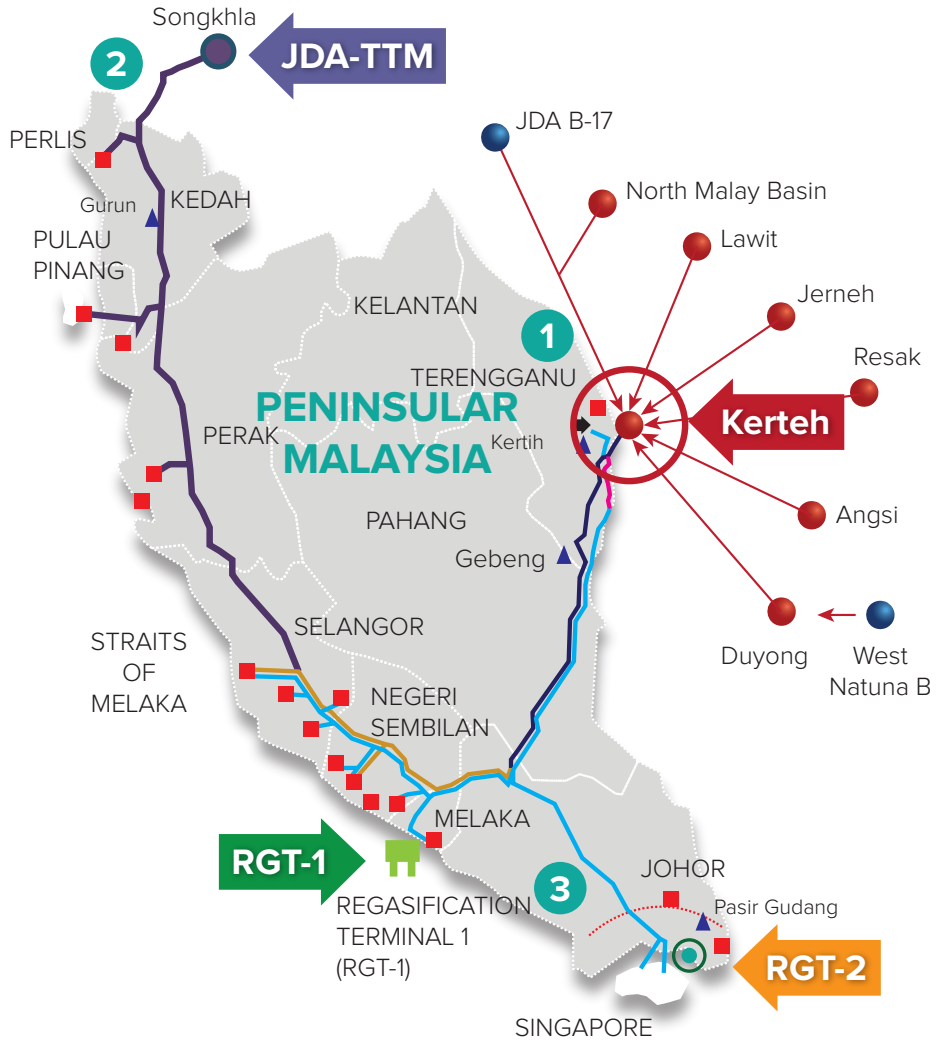 Songkhla
JDA-TTM
2
JDA B-17
PERLIS
North Malay Basin
KEDAH
Gurun
Lawit
PULAU
PINANG
Jerneh
KELANTAN
1
Resak
TERENGGANU
PENINSULAR
MALAYSIA
Kerteh
PERAK
Kertih
PAHANG
Angsi
Gebeng
SELANGOR
STRAITS
OF
MELAKA
Duyong
West
Natuna B
NEGERI
SEMBILAN
MELAKA
RGT-1
3
JOHOR
REGASIFICATION
TERMINAL 1
(RGT-1)
Pasir Gudang
RGT-2
SINGAPORE